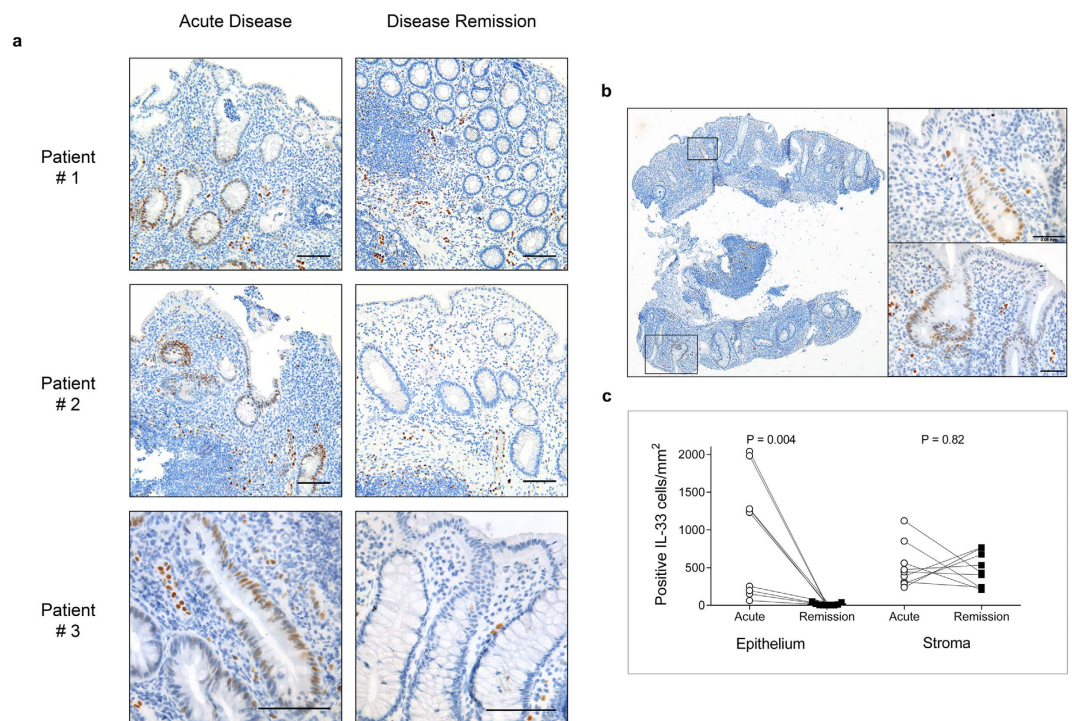 Acute Disease
Disease Remission
a
Patient
# 1
Patient
# 2
Patient
# 3
b
c
P = 0.004
P = 0.82
Positive IL-33 cells/mm²
2000
1500
1000
500
0
Acute
Remission
Acute
Remission
Epithelium
Stroma